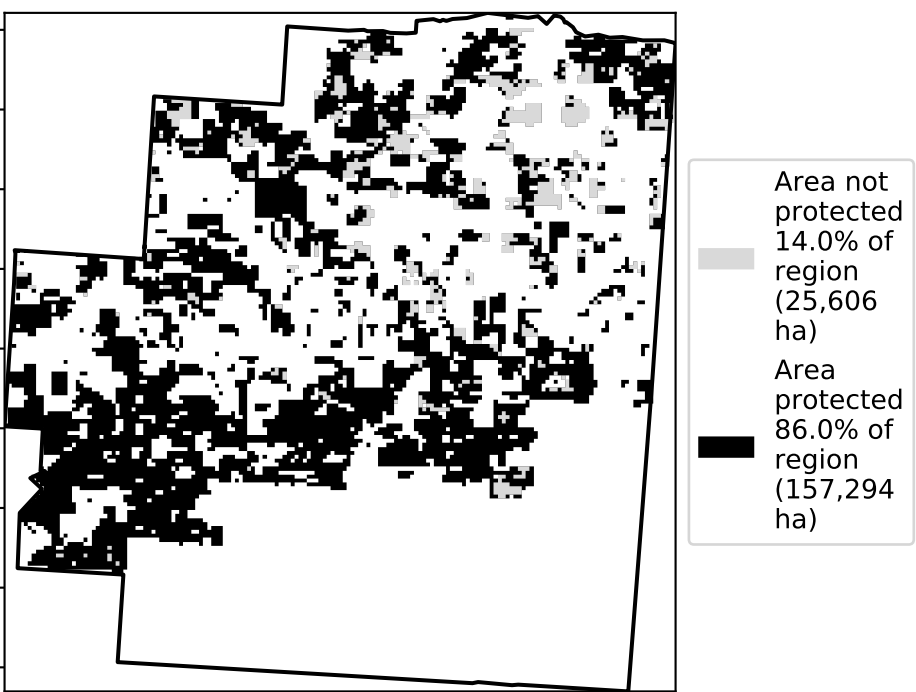 Area not
protected
14.0% of
region
(25,606
ha)
Area
protected
86.0% of
region
(157,294
ha)